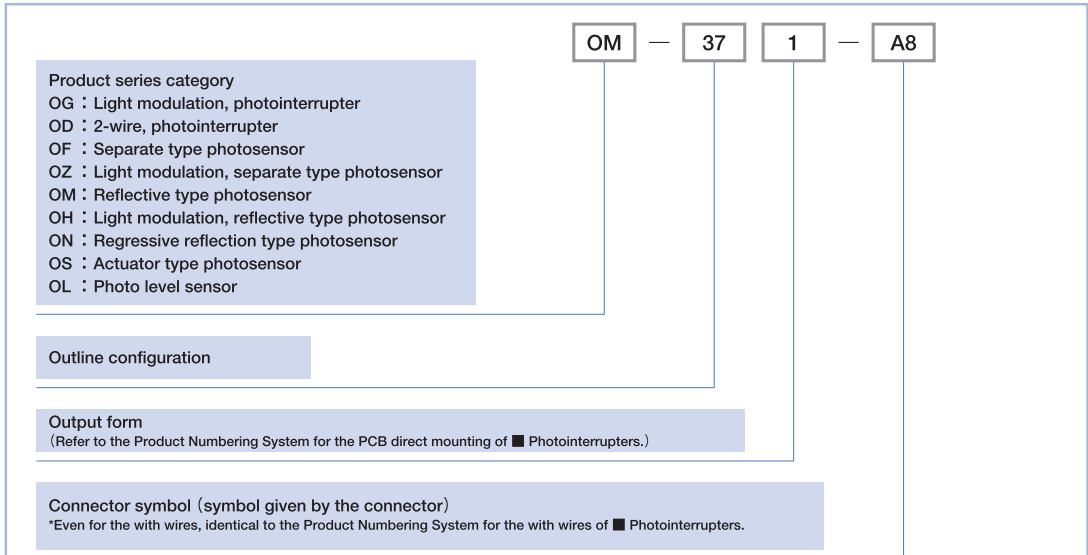 OM — 37 1 — A8
Product series category
OG：Light modulation, photointerrupter
OD：2-wire, photointerrupter
OF：Separate type photosensor
OZ：Light modulation, separate type photosensor
OM：Reflective type photosensor
OH：Light modulation, reflective type photosensor
ON：Regressive reflection type photosensor
OS：Actuator type photosensor
OL：Photo level sensor
Outline configuration
Output form
（Refer to the Product Numbering System for the PCB direct mounting of ■ Photointerrupters.）
Connector symbol（symbol given by the connector）
*Even for the with wires, identical to the Product Numbering System for the with wires of ■ Photointerrupters.